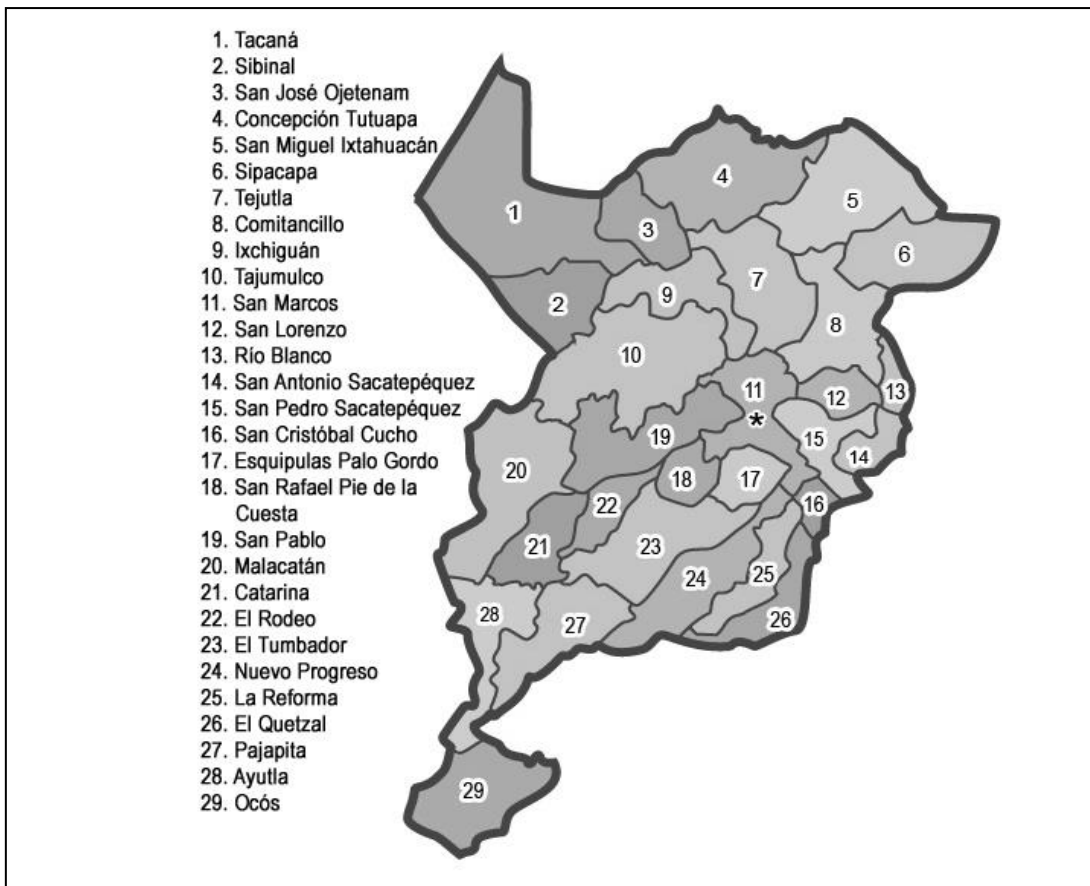 1. Tacaná
2. Sibinal
3. San José Ojetenam
4. Concepción Tutuapa
5. San Miguel Ixtahuacán
6. Sipacapa
7. Tejutla
8. Comitancillo
9. Ixchiguán
10. Tajumulco
11. San Marcos
12. San Lorenzo
13. Río Blanco
14. San Antonio Sacatepéquez
15. San Pedro Sacatepéquez
16. San Cristóbal Cucho
17. Esquipulas Palo Gordo
18. San Rafael Pie de la
Cuesta
19. San Pablo
20. Malacatán
21. Catarina
22. El Rodeo
23. El Tumbador
24. Nuevo Progreso
25. La Reforma
26. El Quetzal
27. Pajapita
28. Ayutla
29. Ocós
4
5
1
3
6
7
9
2
8
10
11
13
12
*
19
15
14
20
18
17
16
22
21
23
24
25
28
27
26
29